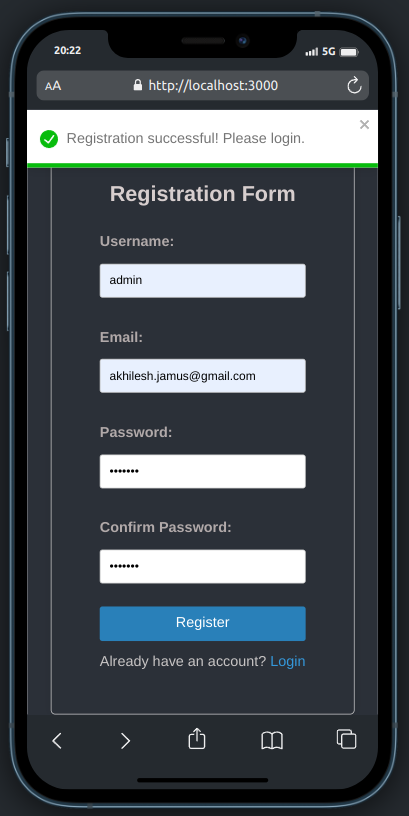 20:22
5G
AA
http://localhost:3000
Registration successful! Please login.
×
Registration Form
Username:
admin
Email:
akhilesh.jamus@gmail.com
Password:
•••••••
Confirm Password:
•••••••
Register
Already have an account? Login